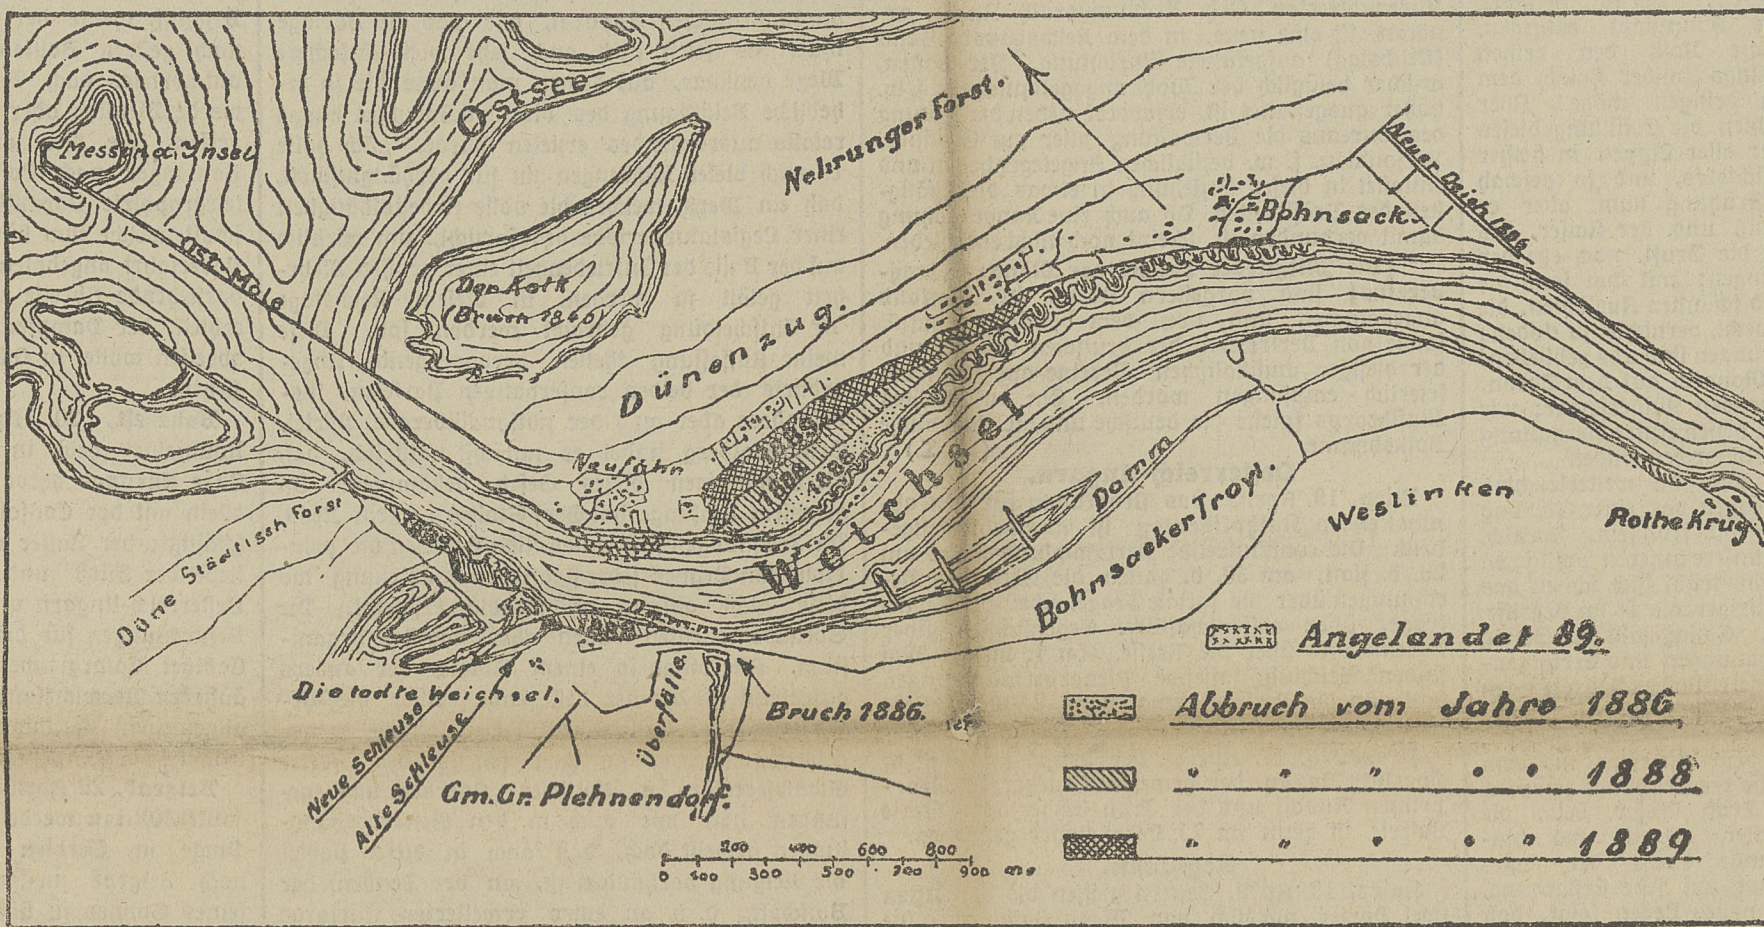 Ostsee
Messina Insel
Ost-Mole
Der Kolk
(Bruch 1840)
Nehrunger Forst.
Dünenzug.
Bohnsack.
Neuer Deich 1886
Neufähr
1889
1888
1886
Weichsel
Düne Städtisch Forst
Damm
1888
Damm
Bohnsacker Troyl.
Weslinken
Rothe Krug
Die todte Weichsel.
Neue Schleuse
Alte Schleuse
Gm. Gr. Plehnendorf.
Überfälle.
Bruch 1886.
Angelandet 89.
Abbruch vom Jahre 1886
" " " " " 1888
" " " " " 1889
200 400 600 800
0 100 300 500 700 900 m